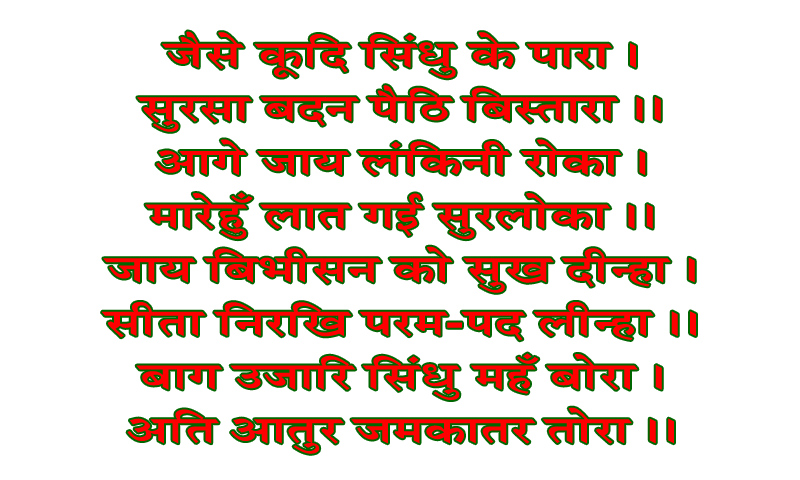 जैसे कूदि सिंधु के पारा ।
सुरसा बदन पैठि बिस्तारा ।।
आगे जाय लंकिनी रोका ।
मारेहुँ लात गई सुरलोका ।।
जाय बिभीसन को सुख दीन्हा ।
सीता निरखि परम-पद लीन्हा ।।
बाग उजारि सिंधु महँ बोरा ।
अति आतुर जमकातर तोरा ।।